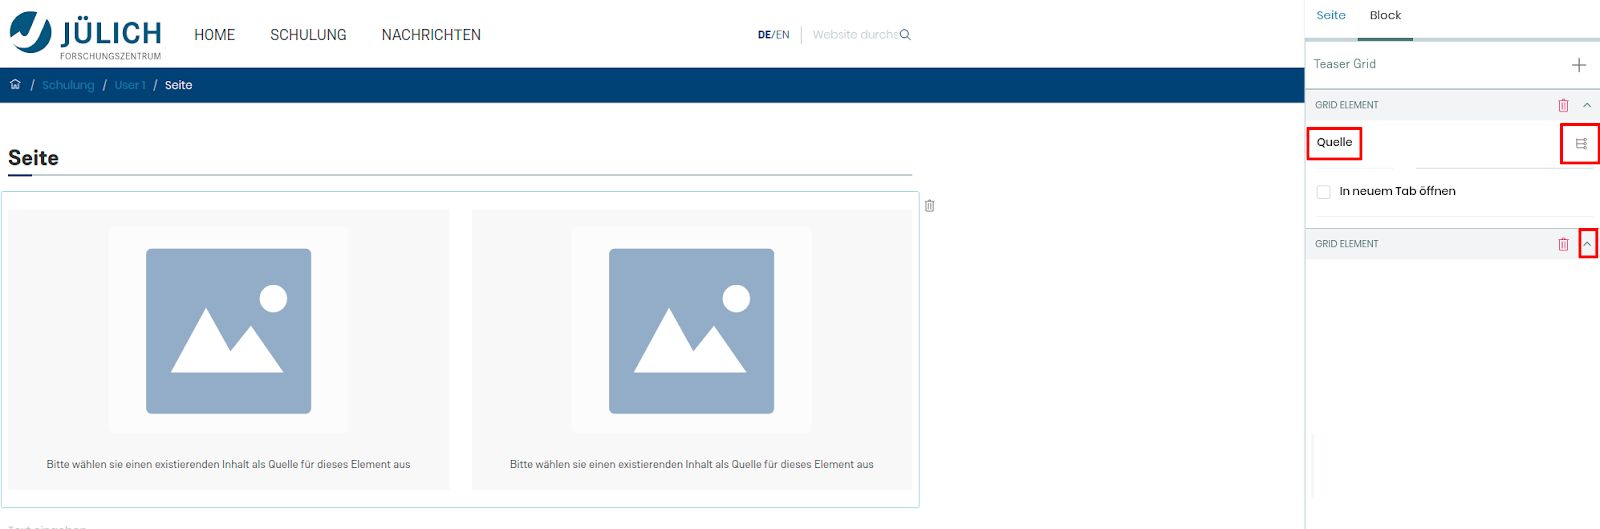 JÜLICH
FORSCHUNGSZENTRUM
HOME SCHULUNG NACHRICHTEN
DE/EN Website durchs
/ Schulung / User 1 / Seite
Seite
Bitte wählen sie einen existierenden Inhalt als Quelle für dieses Element aus
Bitte wählen sie einen existierenden Inhalt als Quelle für dieses Element aus
Seite Block
Teaser Grid
GRID ELEMENT
Quelle
In neuem Tab öffnen
GRID ELEMENT